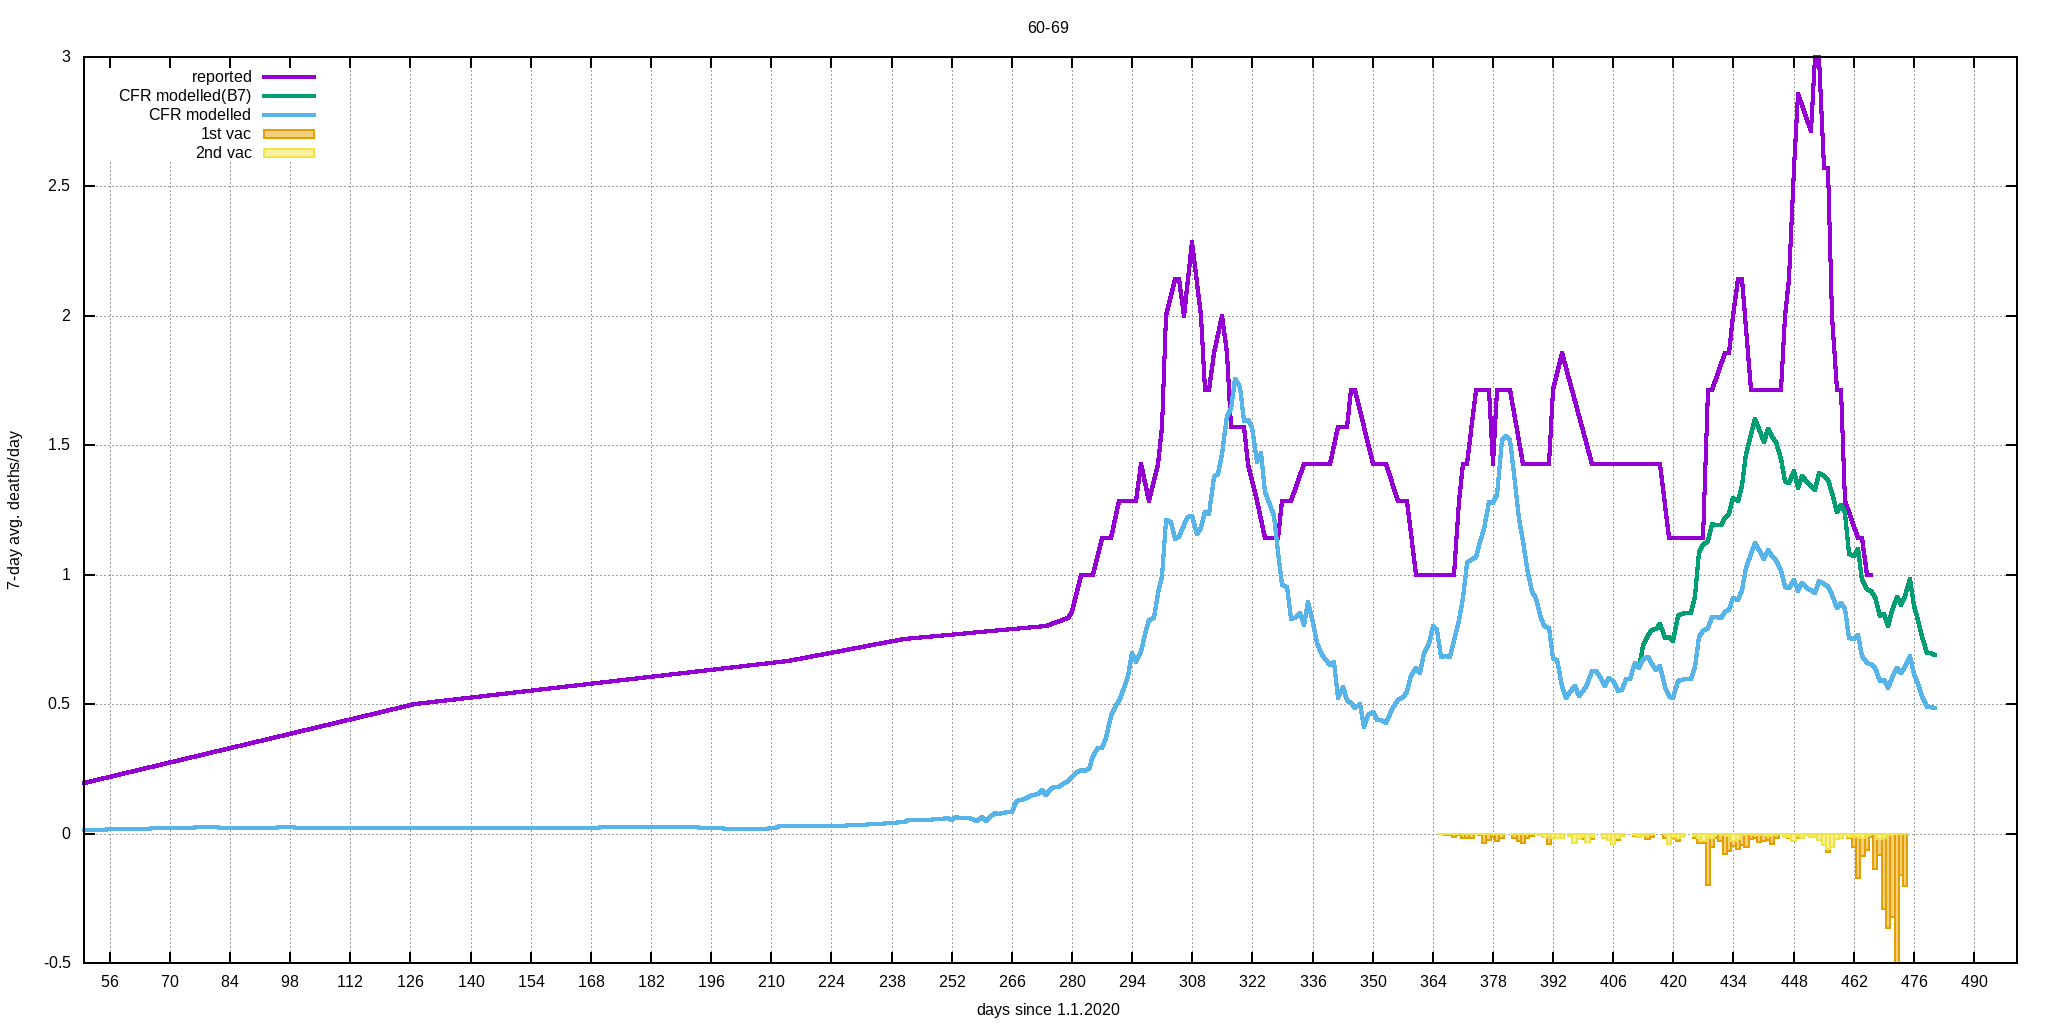 60-69
reported
CFR modelled(B7)
CFR modelled
1st vac
2nd vac
3
2.5
2
1.5
1
0.5
0
-0.5
7-day avg. deaths/day
56 70 84 98 112 126 140 154 168 182 196 210 224 238 252 266 280 294 308 322 336 350 364 378 392 406 420 434 448 462 476 490
days since 1.1.2020